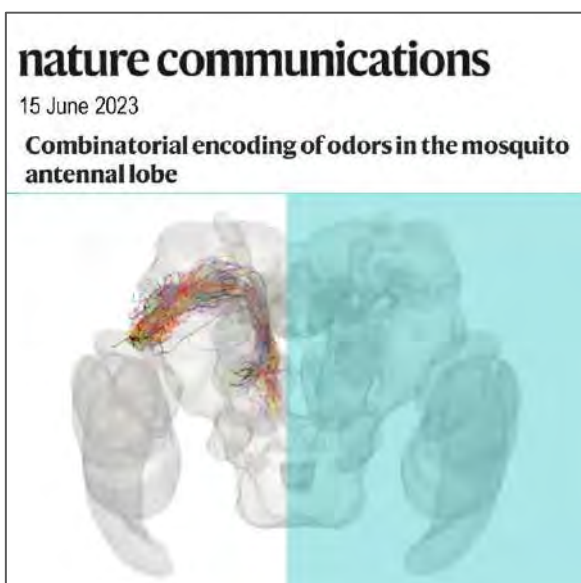 nature communications
15 June 2023
Combinatorial encoding of odors in the mosquito
antennal lobe